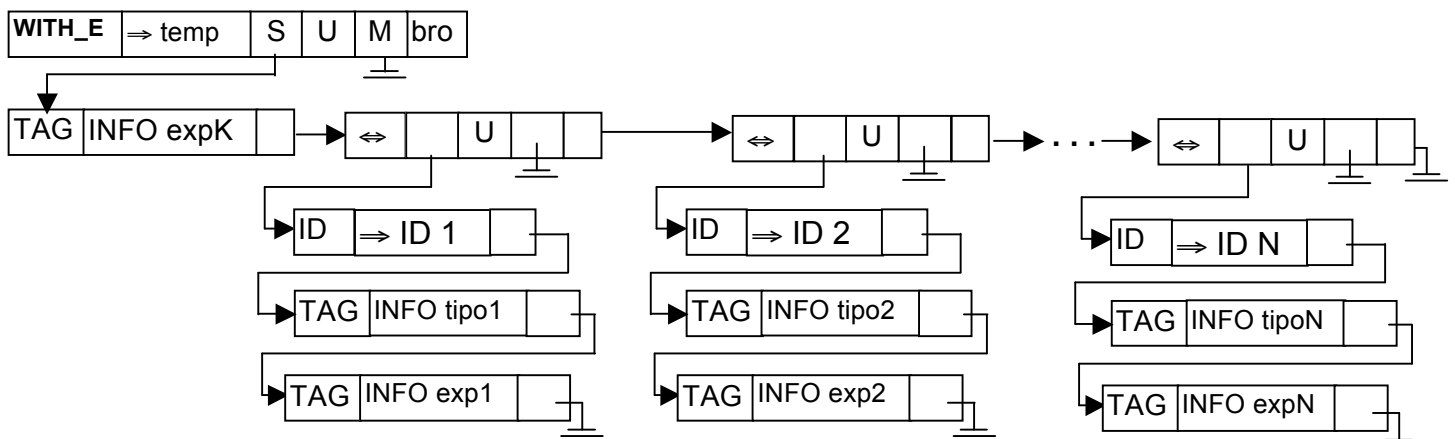 WITH_E ⇒ temp S U M bro
TAG INFO expK ⇔ U ⇔ U . . . ⇔ U
ID ⇒ ID 1 ID ⇒ ID 2 ID ⇒ ID N
TAG INFO tipo1 TAG INFO tipo2 TAG INFO tipoN
TAG INFO exp1 TAG INFO exp2 TAG INFO expN